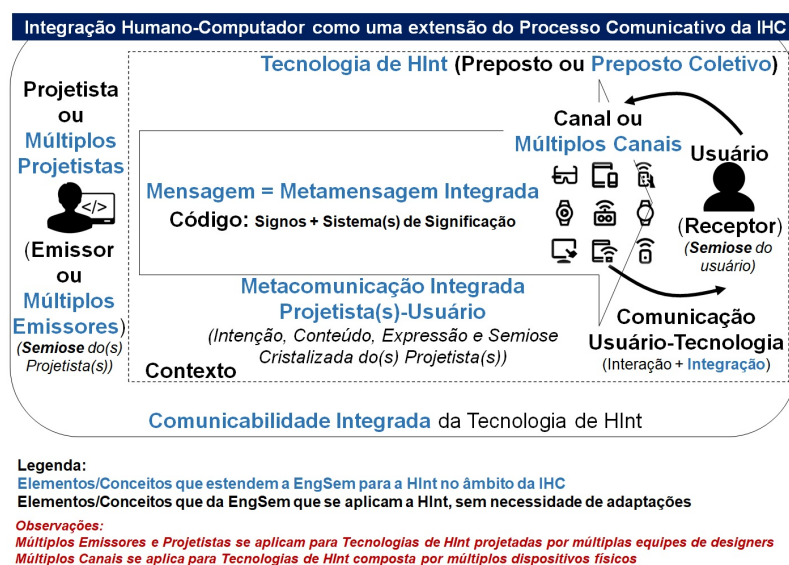 Integração Humano-Computador como uma extensão do Processo Comunicativo da IHC
Tecnologia de HInt (Preposto ou Preposto Coletivo)
Projetista
ou
Múltiplos
Projetistas
</>
(Emissor
ou
Múltiplos
Emissores)
(Semiose do(s)
Projetista(s))
Mensagem = Metamensagem Integrada
Código: Signos + Sistema(s) de Significação
Canal ou
Múltiplos Canais
Usuário
(Receptor)
(Semiose do
usuário)
Metacomunicação Integrada
Projetista(s)-Usuário
(Intenção, Conteúdo, Expressão e Semiose
Cristalizada do(s) Projetista(s))
Comunicação
Usuário-Tecnologia
(Interação + Integração)
Contexto
Comunicabilidade Integrada da Tecnologia de HInt
Legenda:
Elementos/Conceitos que estendem a EngSem para a HInt no âmbito da IHC
Elementos/Conceitos que da EngSem que se aplicam a HInt, sem necessidade de adaptações
Observações:
Múltiplos Emissores e Projetistas se aplicam para Tecnologias de HInt projetadas por múltiplas equipes de designers
Múltiplos Canais se aplica para Tecnologias de HInt composta por múltiplos dispositivos físicos